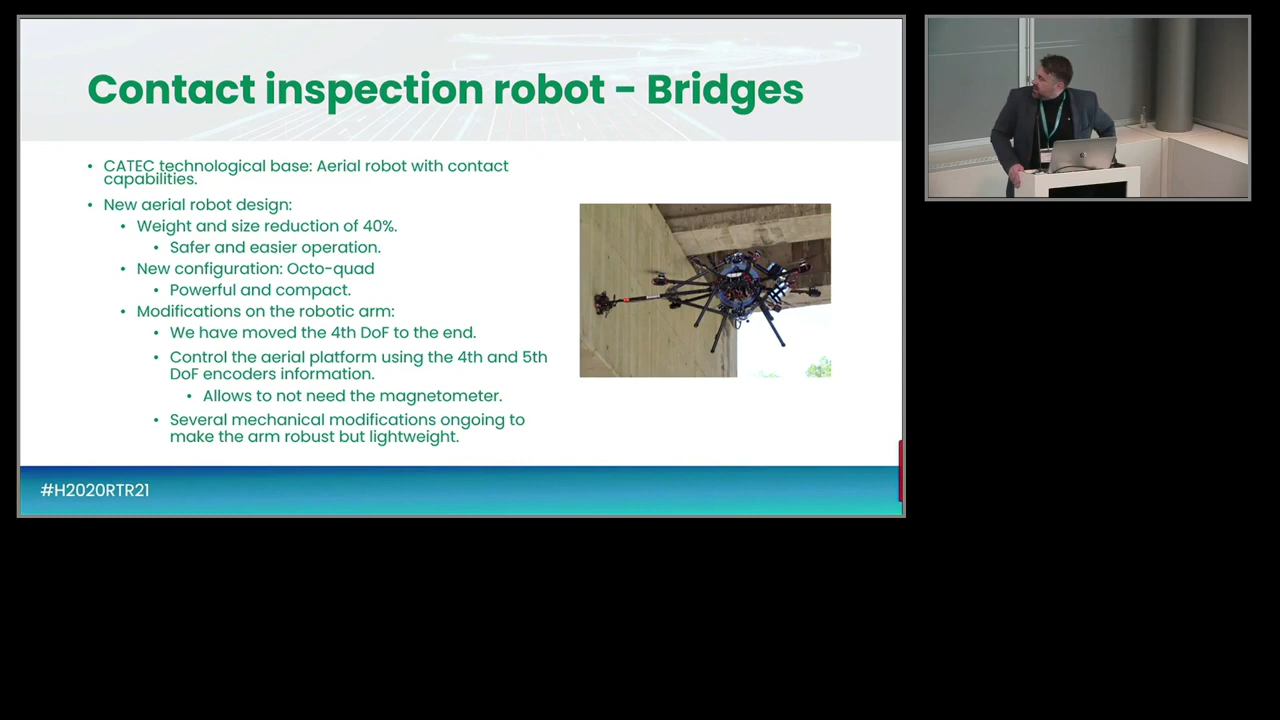 Contact inspection robot - Bridges
• CATEC technological base: Aerial robot with contact
capabilities.
• New aerial robot design:
• Weight and size reduction of 40%.
• Safer and easier operation.
• New configuration: Octo-quad
• Powerful and compact.
• Modifications on the robotic arm:
• We have moved the 4th DoF to the end.
• Control the aerial platform using the 4th and 5th
DoF encoders information.
• Allows to not need the magnetometer.
• Several mechanical modifications ongoing to
make the arm robust but lightweight.
#H2020RTR21